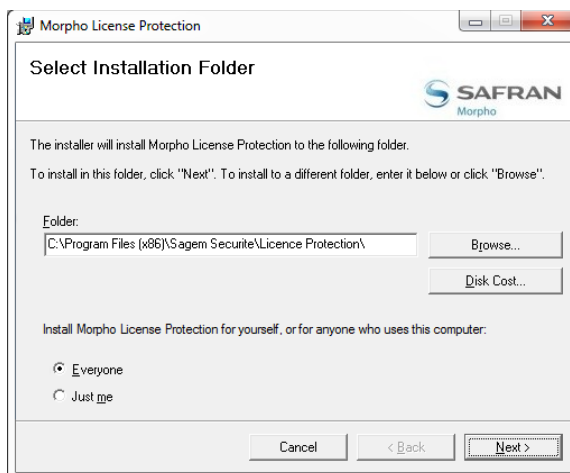 Morpho License Protection
Select Installation Folder
SAFRAN
Morpho
The installer will install Morpho License Protection to the following folder.
To install in this folder, click "Next". To install to a different folder, enter it below or click "Browse".
Folder:
C:\Program Files (x86)\Sagem Securite\Licence Protection\
Browse...
Disk Cost...
Install Morpho License Protection for yourself, or for anyone who uses this computer:
Everyone
Just me
Cancel
< Back
Next >